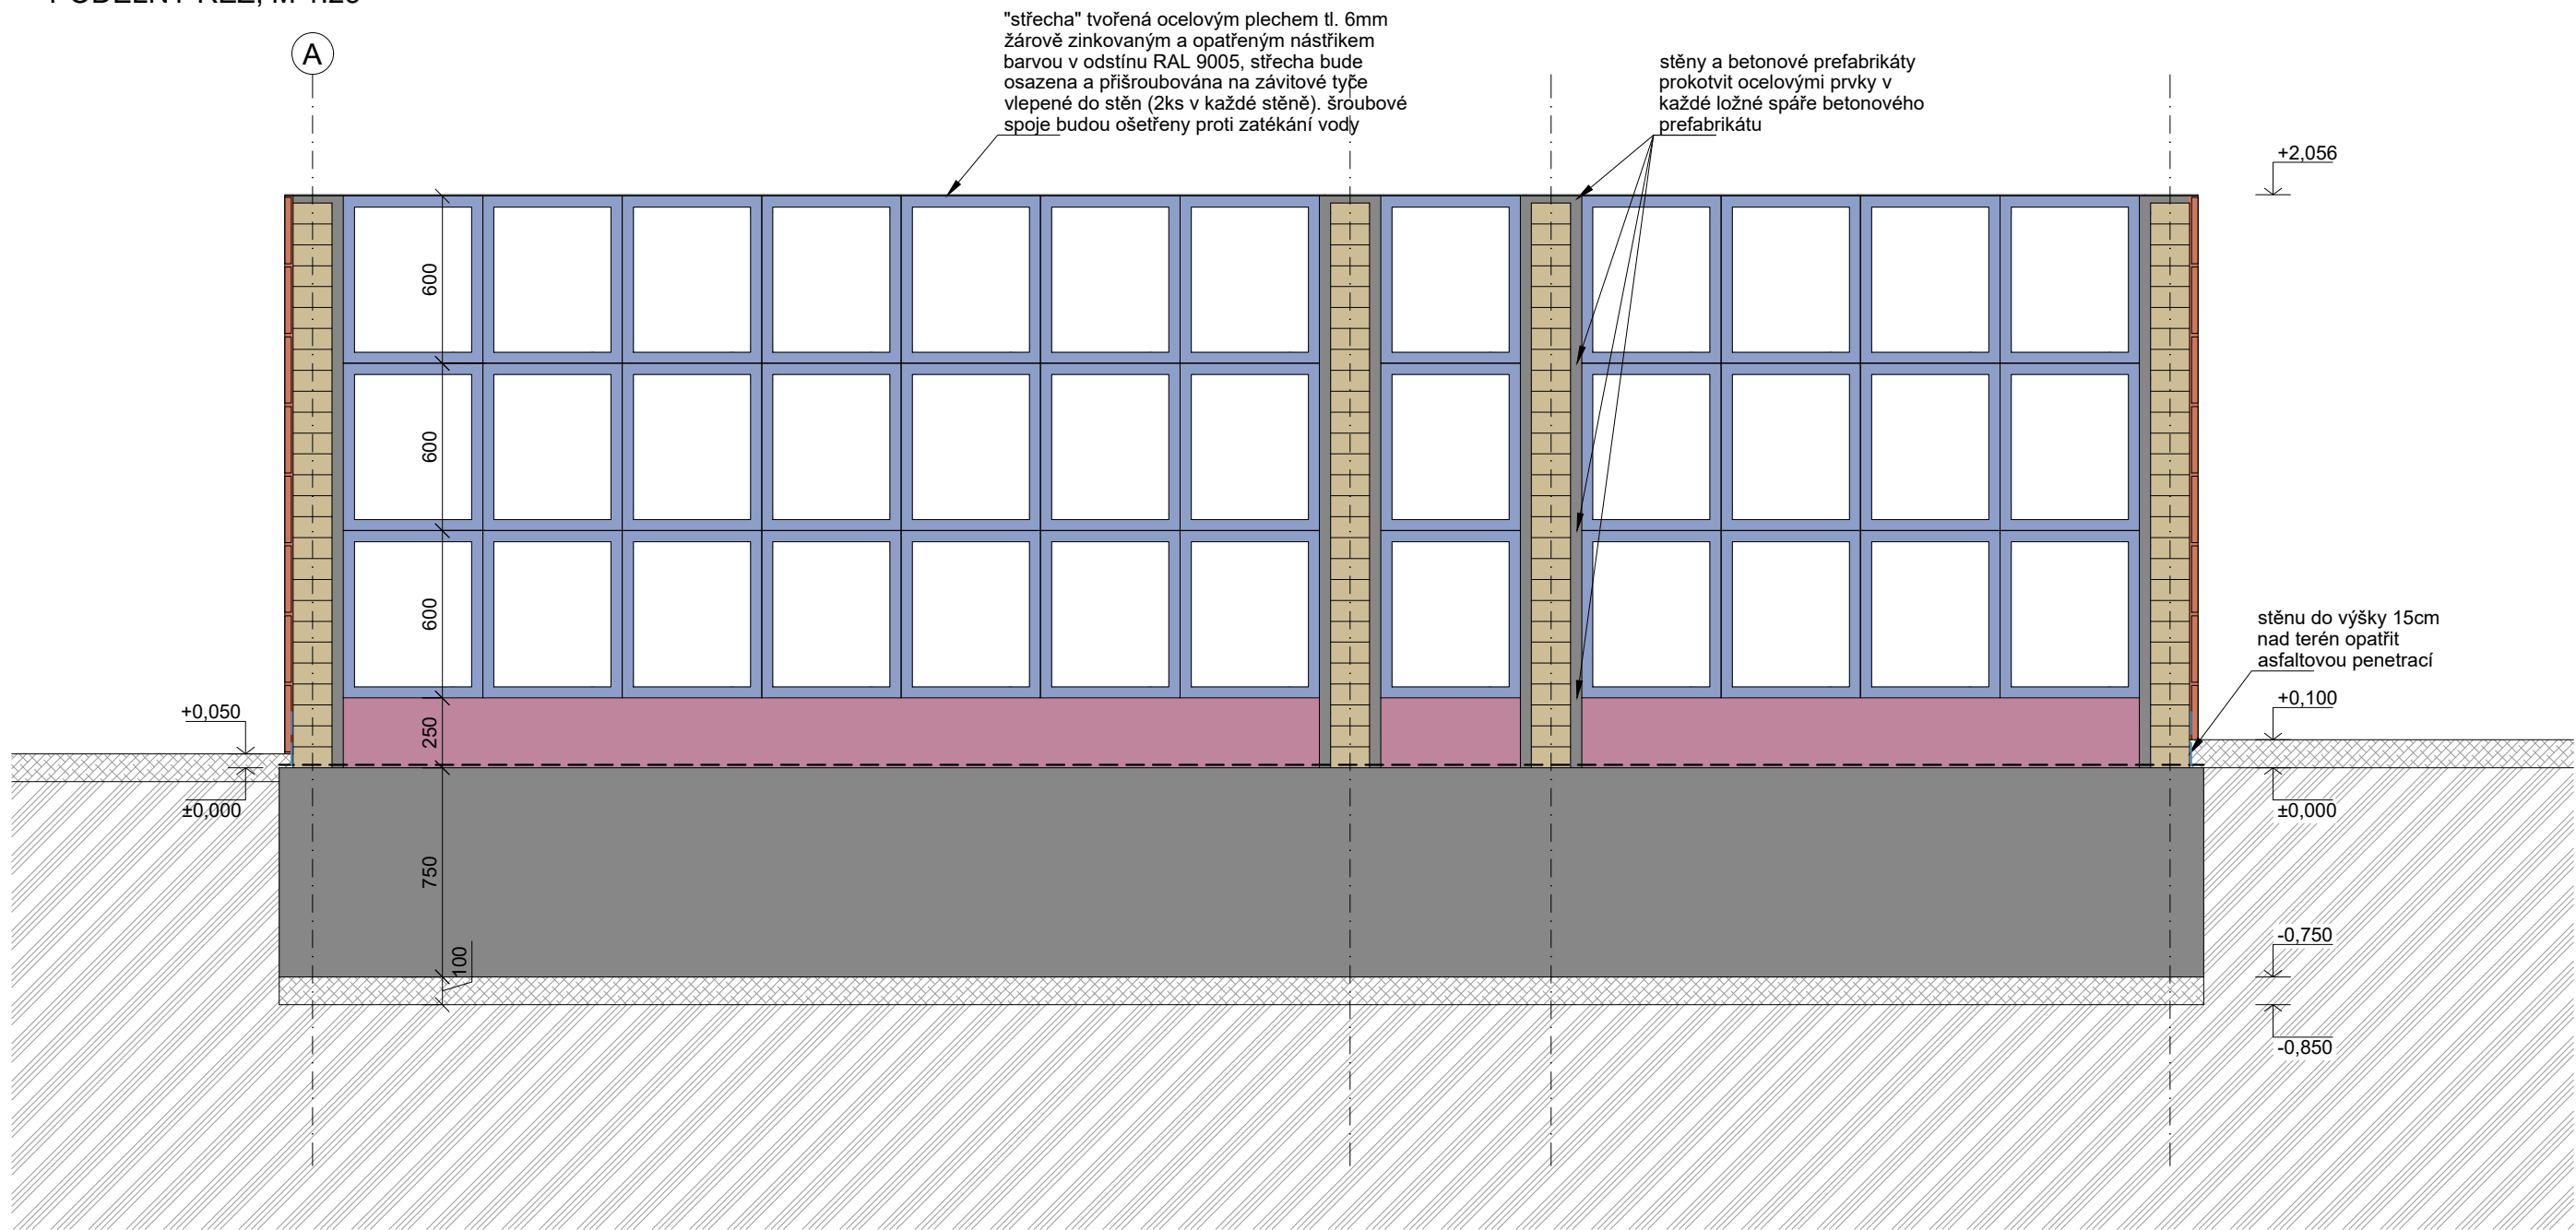 A
"střecha" tvořená ocelovým plechem tl. 6mm
žárově zinkovaným a opatřeným nástřikem
barvou v odstínu RAL 9005, střecha bude
osazena a přišroubována na závitové tyče
vlepené do stěn (2ks v každé stěně). šroubové
spoje budou ošetřeny proti zatékání vody
stěny a betonové prefabrikáty
prokotvit ocelovými prvky v
každé ložné spáře betonového
prefabrikátu
+2,056
600
600
600
250
750
100
stěnu do výšky 15cm
nad terén opatřit
asfaltovou penetrací
+0,050
±0,000
+0,100
±0,000
-0,750
-0,850